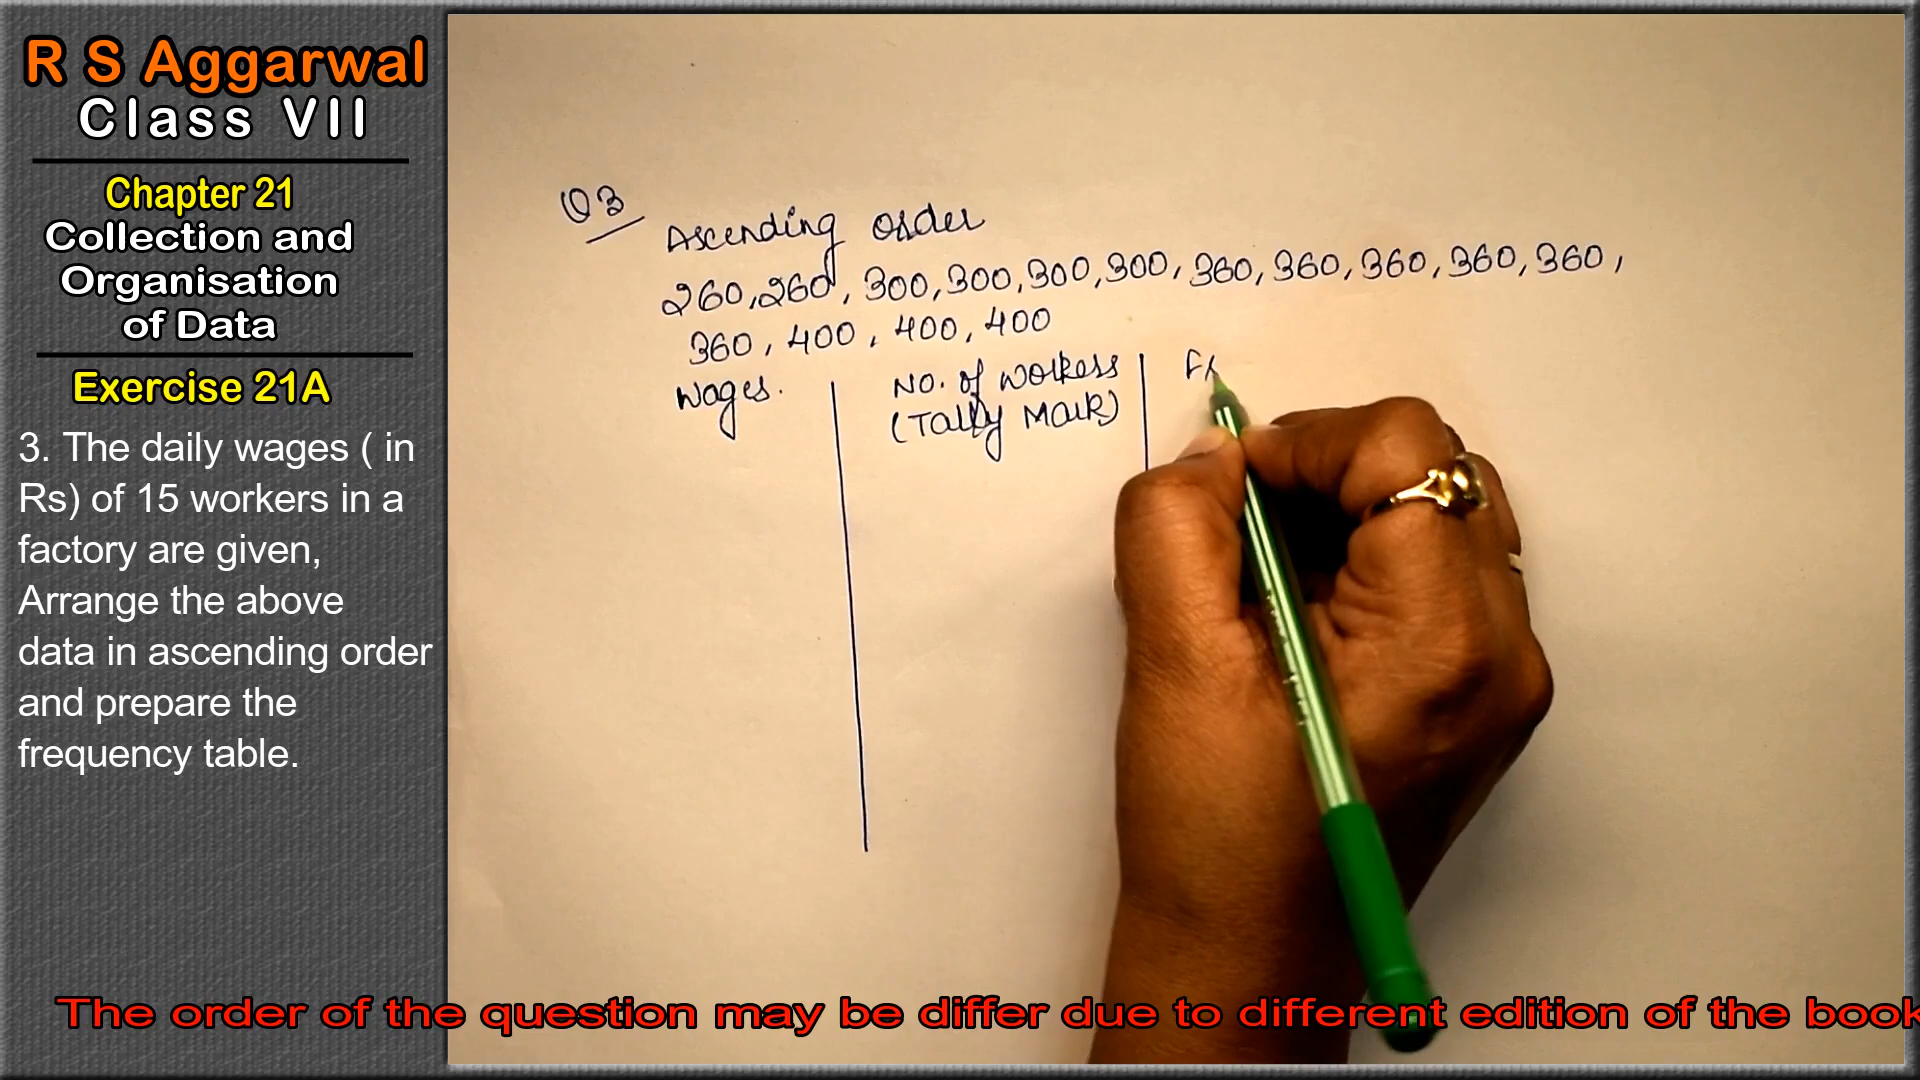 R S Aggarwal
Class VII
Chapter 21
Collection and
Organisation
of Data
Exercise 21A
3. The daily wages ( in
Rs) of 15 workers in a
factory are given,
Arrange the above
data in ascending order
and prepare the
frequency table.
Q3
Ascending Order
260, 260, 300, 300, 300, 300, 360, 360, 360, 360, 360,
360, 400, 400, 400
Wages.
No. of workers
(Tally Mark)
The order of the question may be differ due to different edition of the book